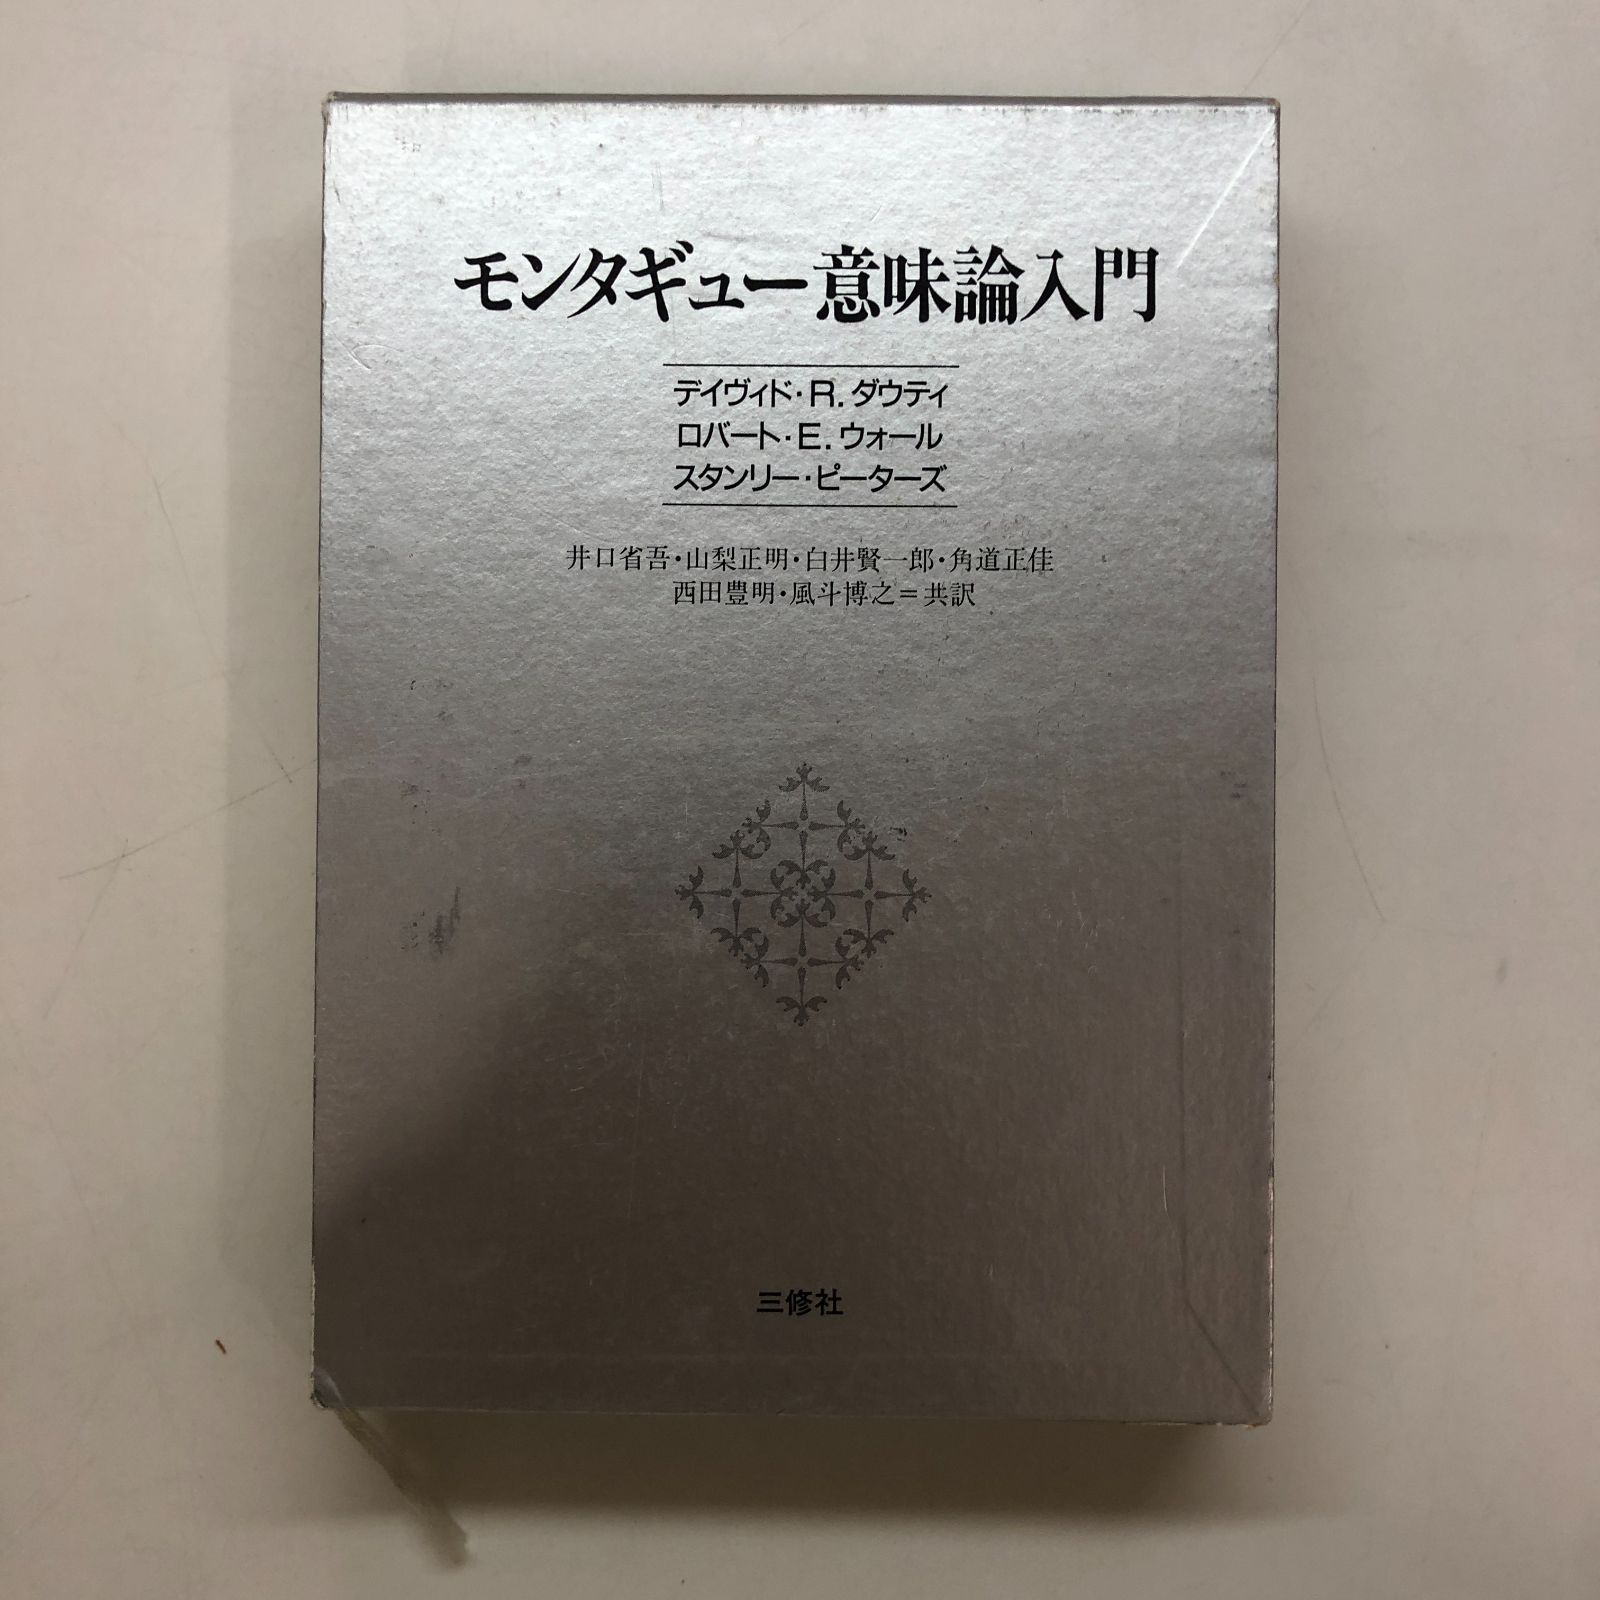 モンタギュー意味論入門
デイヴィド・R.ダウティ
ロバート・E.ウォール
スタンリー・ピーターズ
井口省吾・山梨正明・白井賢一郎・角道正佳
西田豊明・風斗博之=共訳
三修社